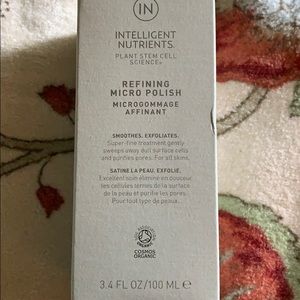 IN
INTELLIGENT
NUTRIENTS
PLANT STEM CELL
SCIENCE®
REFINING
MICRO POLISH
MICROGOMMAGE
AFFINANT
SMOOTHES. EXFOLIATES.
Super-fine treatment gently
sweeps away dull surface cells
and purifies pores. For all skins.
SATINE LA PEAU. EXFOLIÉ.
Excellent soin élimine en douceur
les cellules ternies de la surface
de la peau et purifie les pores.
Pour tout type de peaux.
COSMOS
ORGANIC
3.4 FL OZ/100 ML ℮